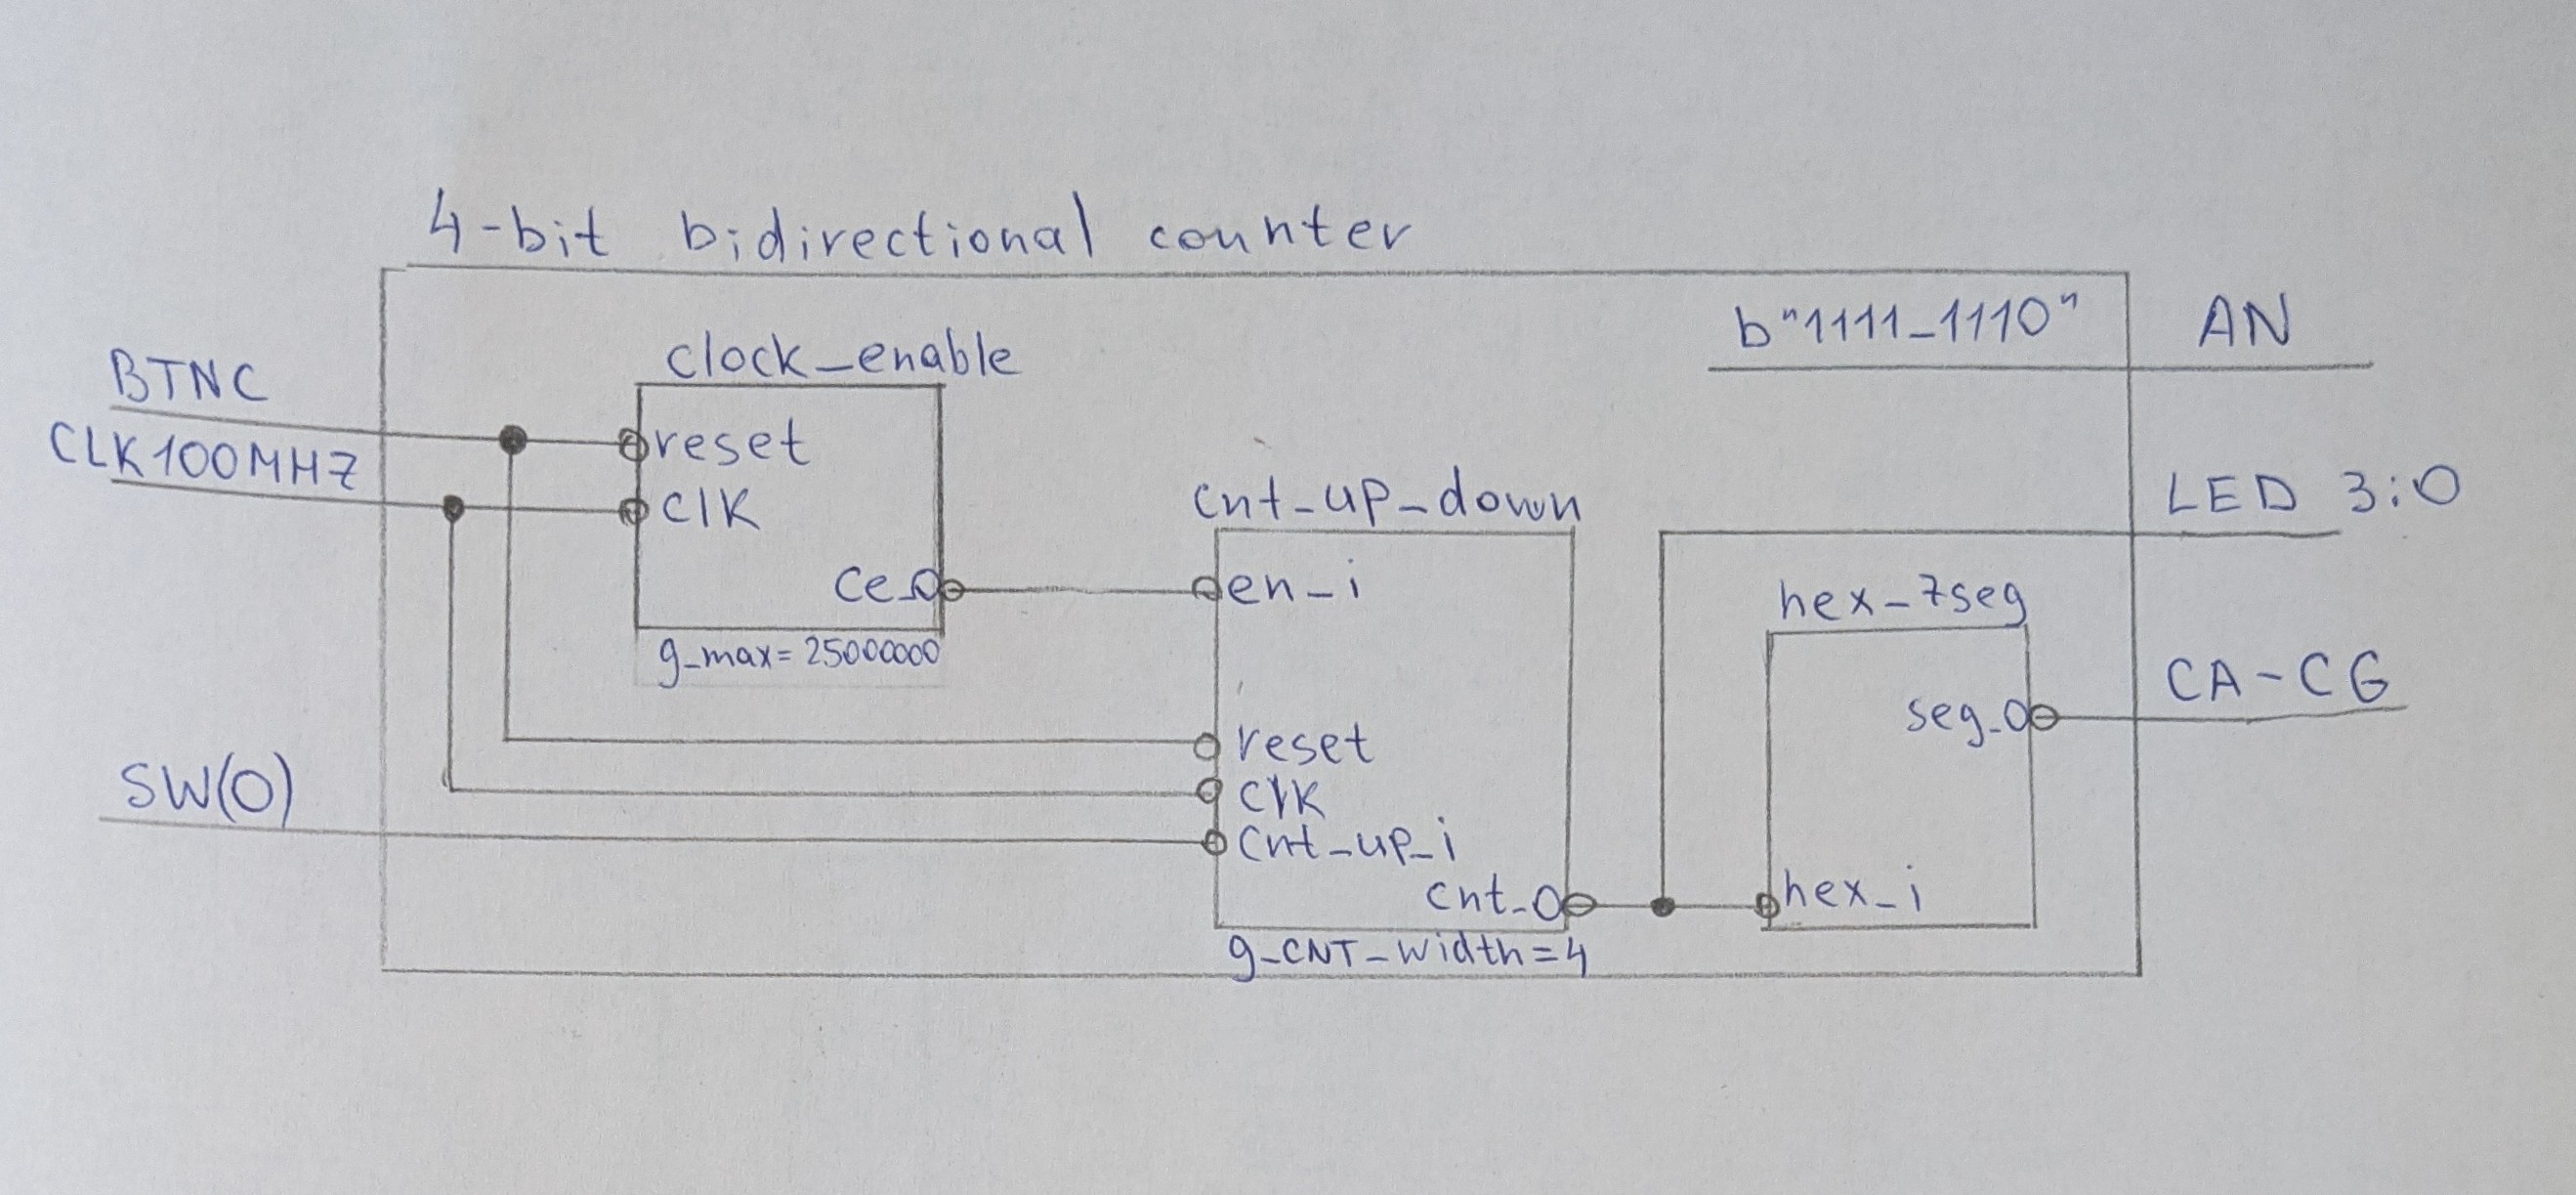 4-bit bidirectional counter
b"1111_1110"
AN
clock_enable
BTNC
reset
CLK100MHZ
clk
ce_o
g_max= 25000000
cnt_up_down
en_i
reset
clk
SW(0)
cnt_up_i
cnt_o
g_CNT_width=4
LED 3:0
hex_7seg
seg_o
CA-CG
hex_i